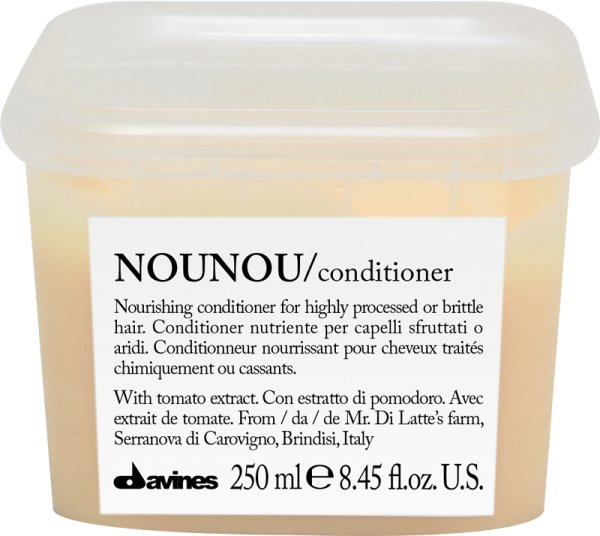 NOUNOU/conditioner
Nourishing conditioner for highly processed or brittle
hair. Conditioner nutriente per capelli sfruttati o
aridi. Conditionneur nourrissant pour cheveux traités
chimiquement ou cassants.
With tomato extract. Con estratto di pomodoro. Avec
extrait de tomate. From / da / de Mr. Di Latte's farm,
Serranova di Carovigno, Brindisi, Italy
davines 250 ml ℮ 8.45 fl.oz. U.S.